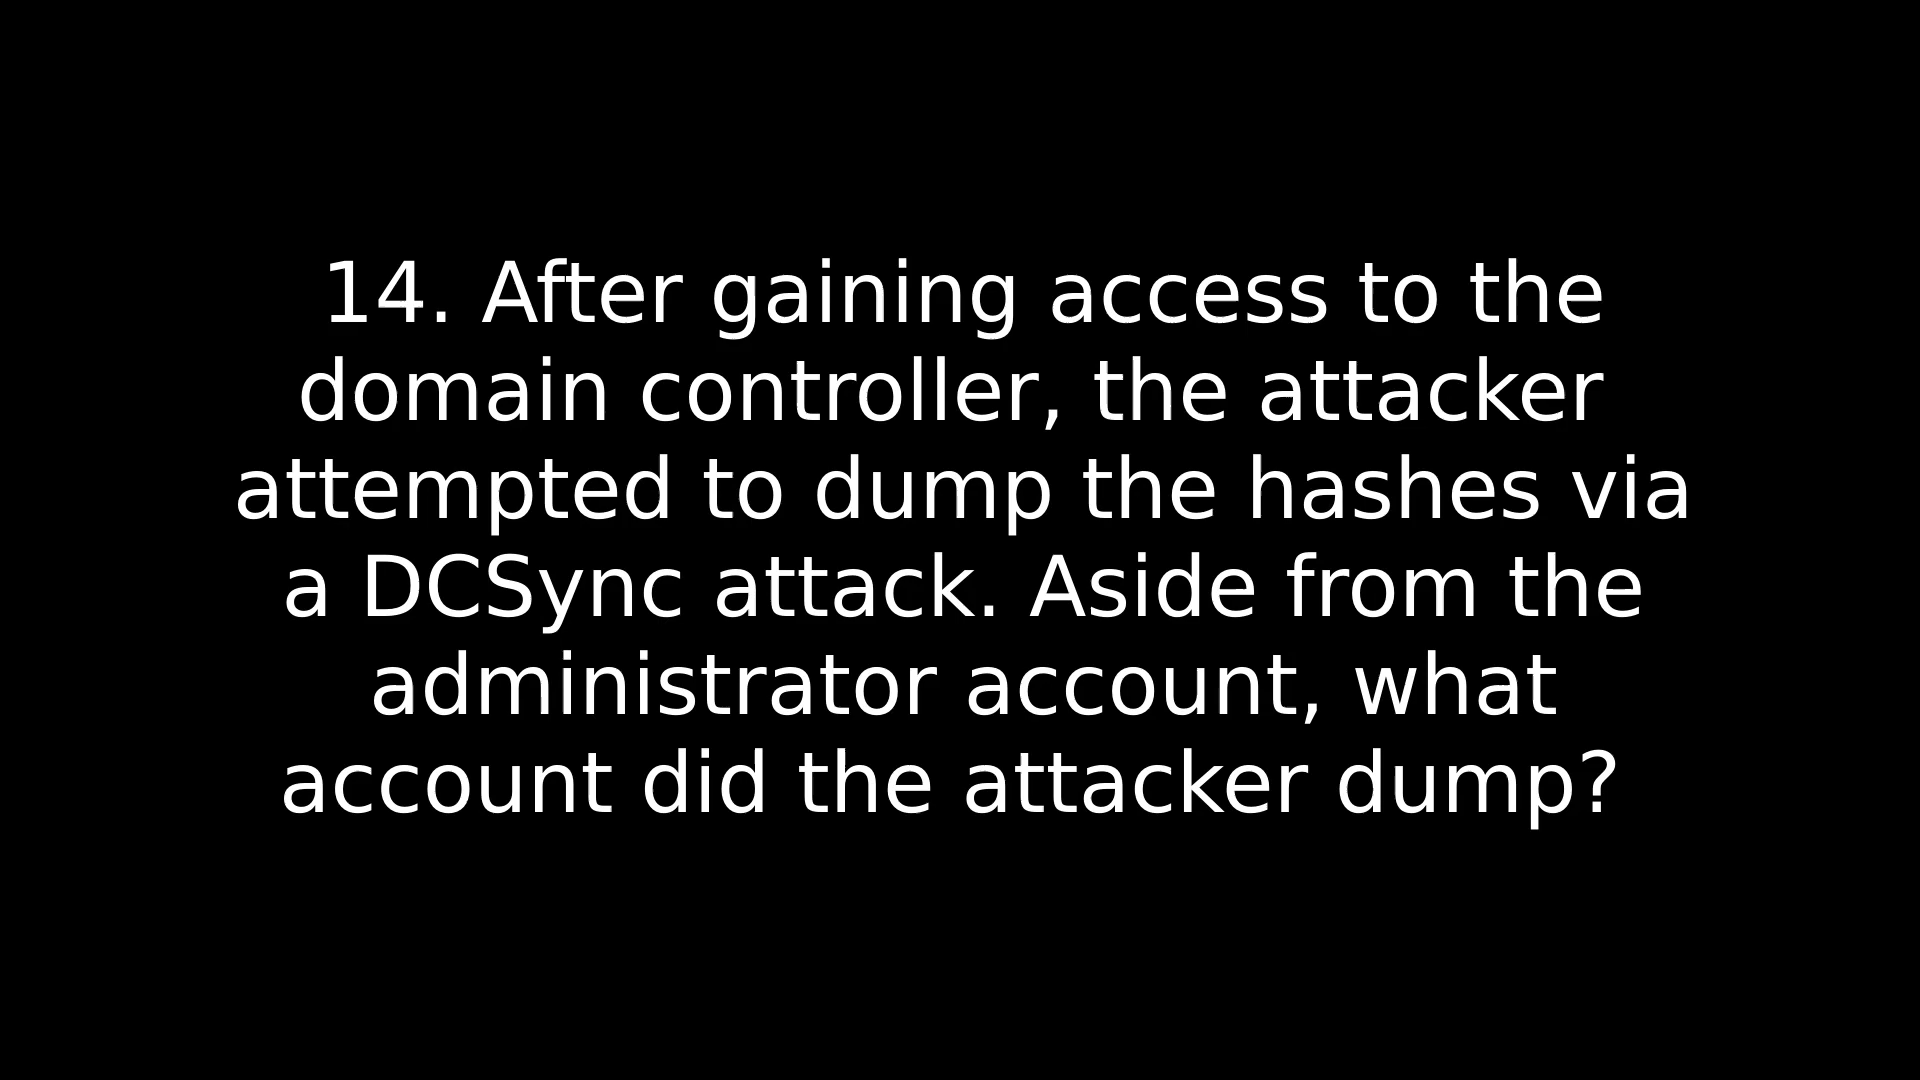 14. After gaining access to the
domain controller, the attacker
attempted to dump the hashes via
a DCSync attack. Aside from the
administrator account, what
account did the attacker dump?